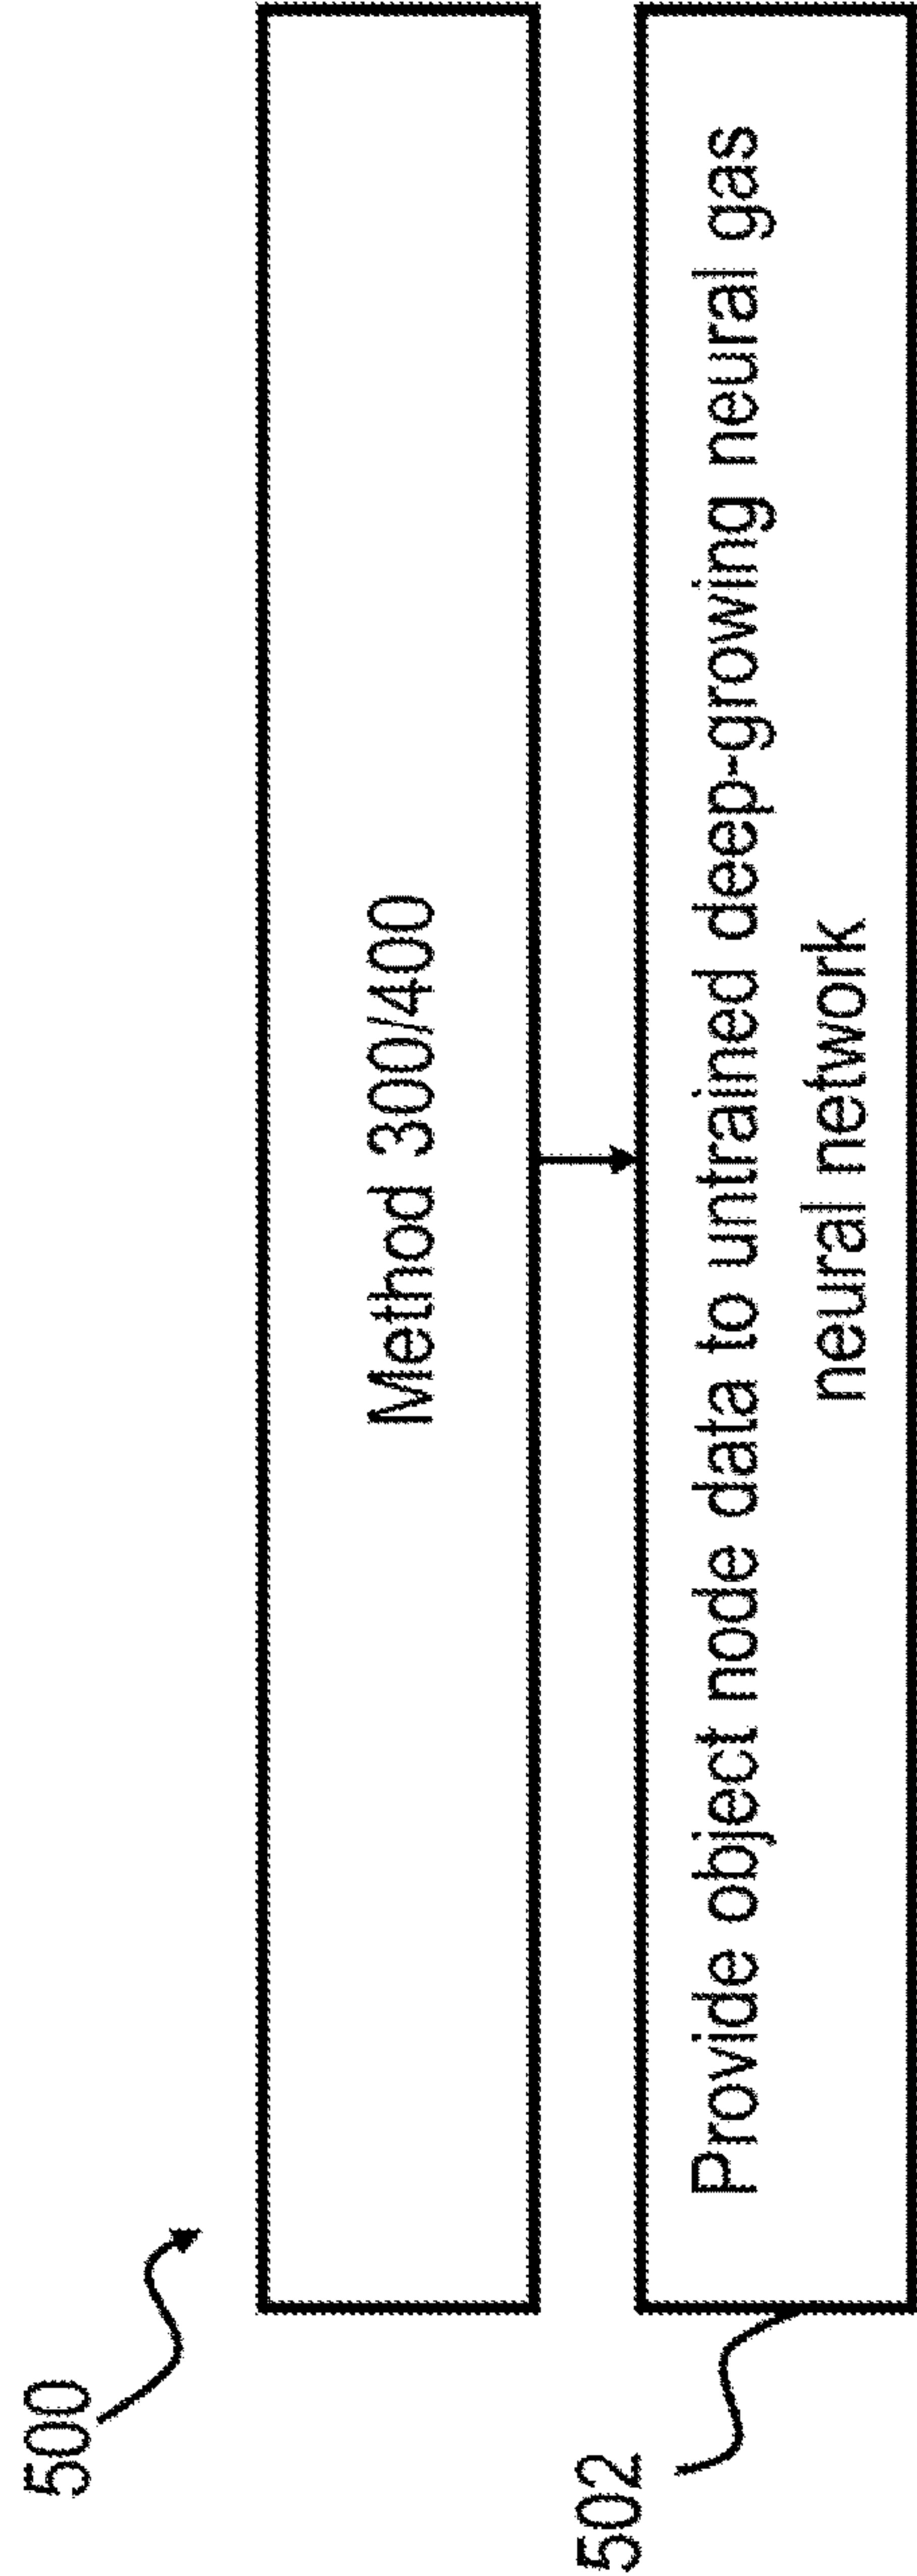 500
Method 300/400
502
Provide object node data to untrained deep-growing neural gas
neural network